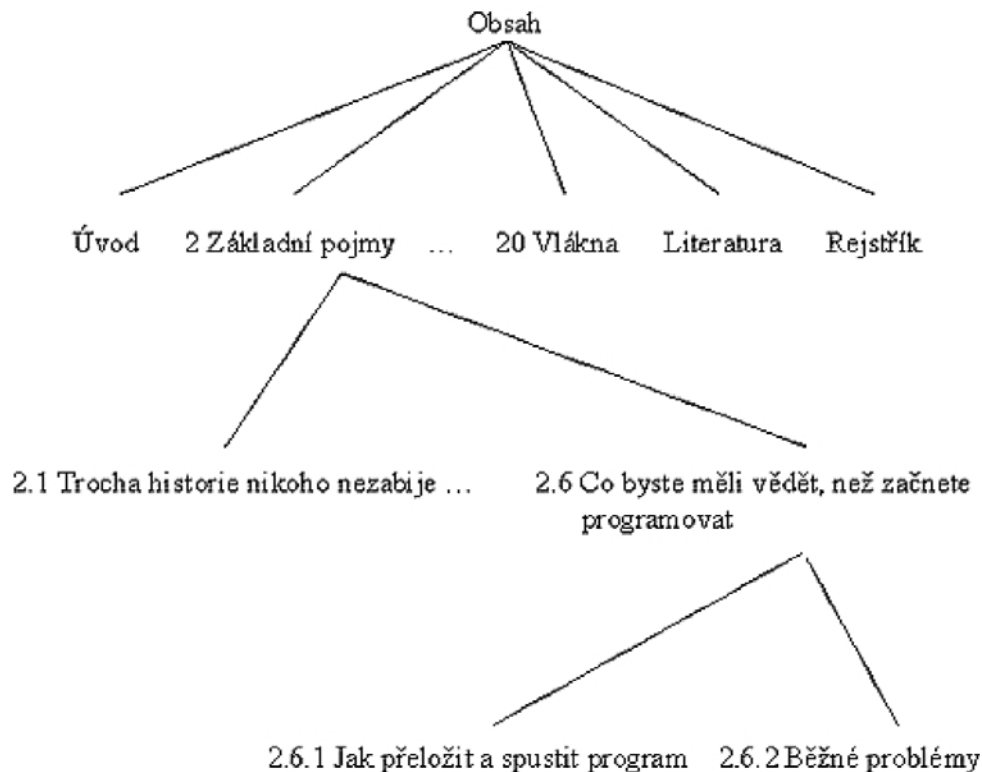 Obsah
Úvod 2 Základní pojmy ... 20 Vlákna Literatura Rejstřík
2.1 Trocha historie nikoho nezabije ... 2.6 Co byste měli vědět, než začnete
programovat
2.6.1 Jak přeložit a spustit program 2.6.2 Běžné problémy